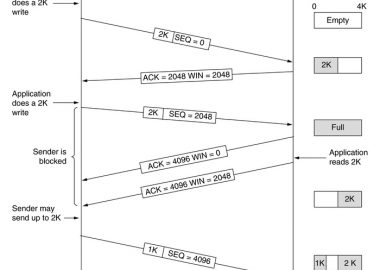 does a 2K
write
0 4K
Empty
2K SEQ = 0
2K
ACK = 2048 WIN = 2048
Application
does a 2K
write
2K SEQ = 2048
Full
Sender is
blocked
ACK = 4096 WIN = 0
Application
reads 2K
ACK = 4096 WIN = 2048
2K
Sender may
send up to 2K
1K SEQ = 4096
1K 2 K